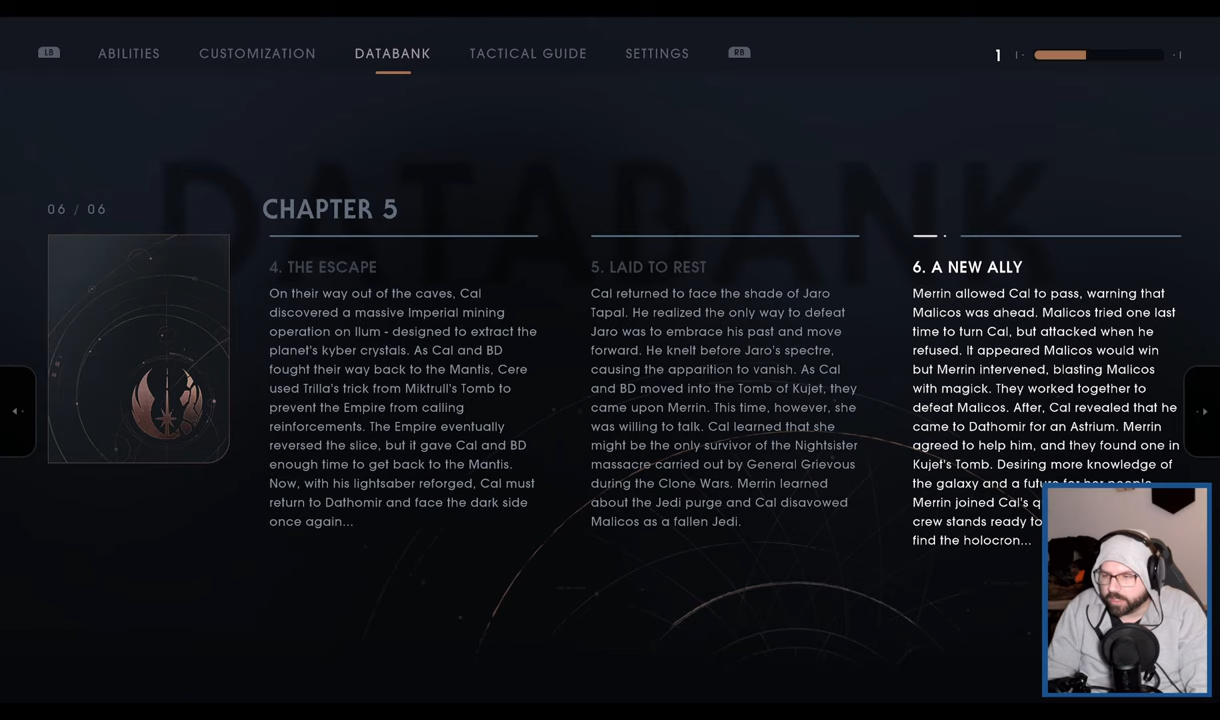 LB ABILITIES CUSTOMIZATION DATABANK TACTICAL GUIDE SETTINGS RB 1
DATABANK
06 / 06
CHAPTER 5
4. THE ESCAPE
On their way out of the caves, Cal
discovered a massive Imperial mining
operation on Ilum - designed to extract the
planet's kyber crystals. As Cal and BD
fought their way back to the Mantis, Cere
used Trilla's trick from Miktrull's Tomb to
prevent the Empire from calling
reinforcements. The Empire eventually
reversed the slice, but it gave Cal and BD
enough time to get back to the Mantis.
Now, with his lightsaber reforged, Cal must
return to Dathomir and face the dark side
once again...
5. LAID TO REST
Cal returned to face the shade of Jaro
Tapal. He realized the only way to defeat
Jaro was to embrace his past and move
forward. He knelt before Jaro's spectre,
causing the apparition to vanish. As Cal
and BD moved into the Tomb of Kujet, they
came upon Merrin. This time, however, she
was willing to talk. Cal learned that she
might be the only survivor of the Nightsister
massacre carried out by General Grievous
during the Clone Wars. Merrin learned
about the Jedi purge and Cal disavowed
Malicos as a fallen Jedi.
6. A NEW ALLY
Merrin allowed Cal to pass, warning that
Malicos was ahead. Malicos tried one last
time to turn Cal, but attacked when he
refused. It appeared Malicos would win
but Merrin intervened, blasting Malicos
with magick. They worked together to
defeat Malicos. After, Cal revealed that he
came to Dathomir for an Astrium. Merrin
agreed to help him, and they found one in
Kujet's Tomb. Desiring more knowledge of
the galaxy and a future for her people,
Merrin joined Cal's
crew stands ready to
find the holocron...